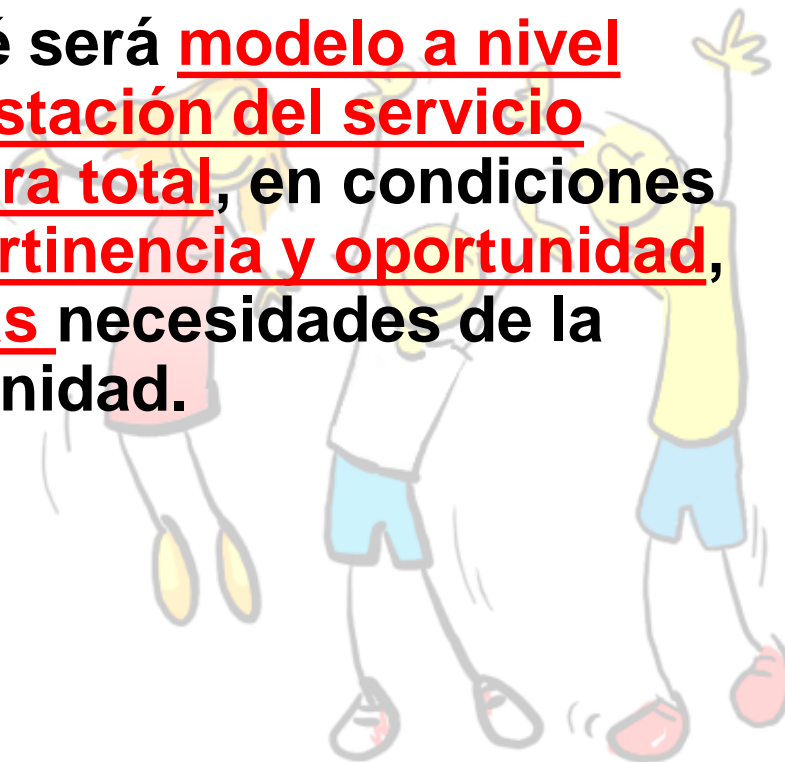 é será modelo a nivel
stación del servicio
ra total, en condiciones
rtinencia y oportunidad,
s necesidades de la
nidad.